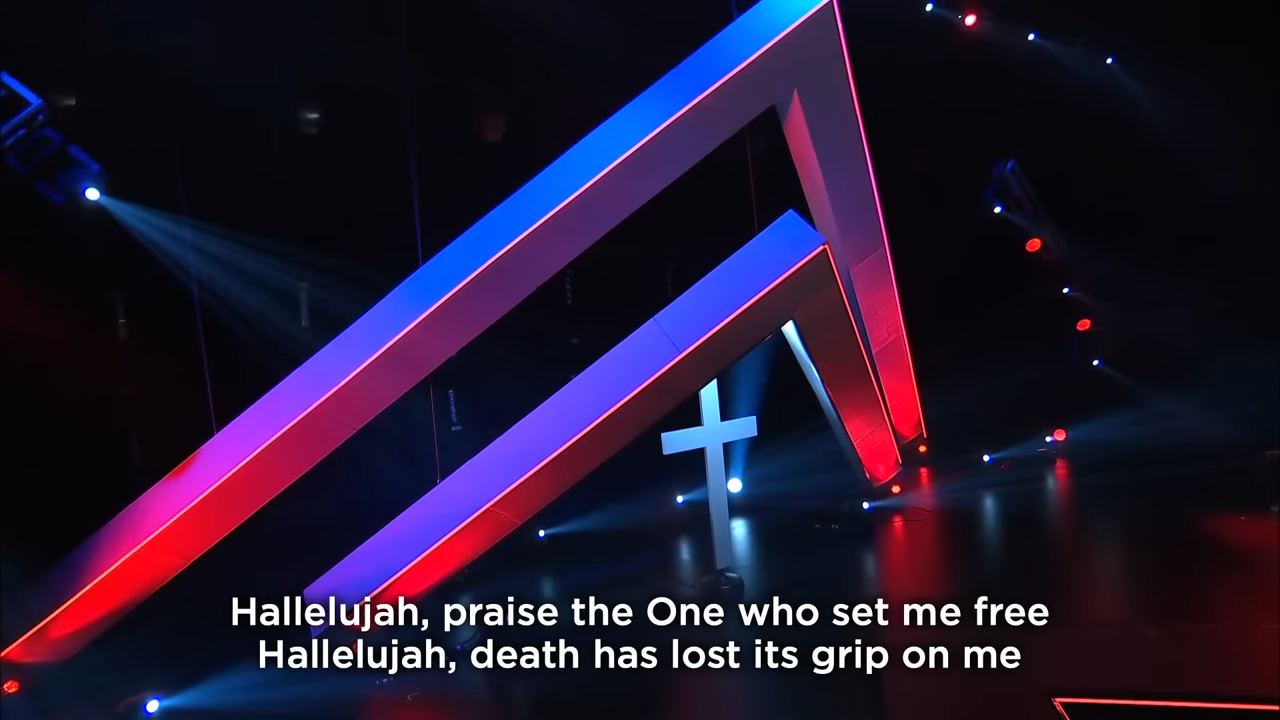 Hallelujah, praise the One who set me free
Hallelujah, death has lost its grip on me